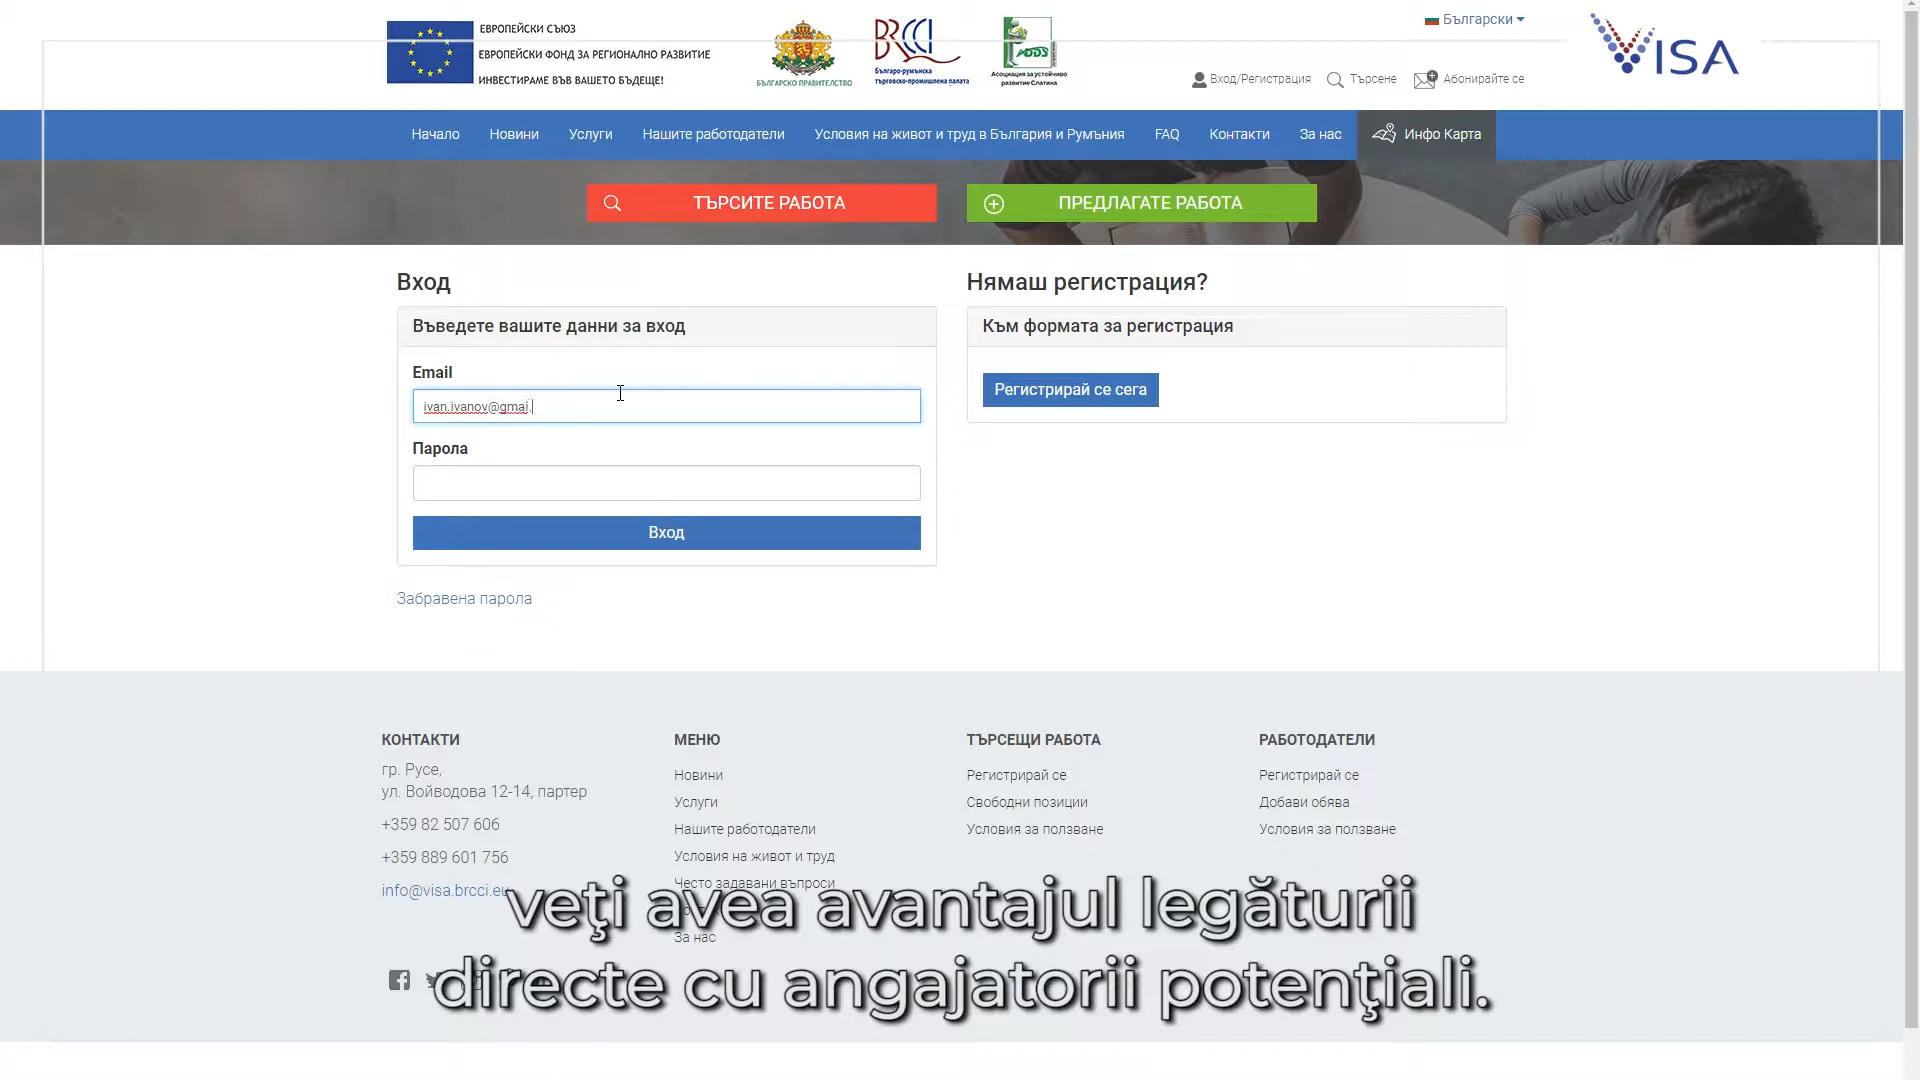 ЕВРОПЕЙСКИ СЪЮЗ
ЕВРОПЕЙСКИ ФОНД ЗА РЕГИОНАЛНО РАЗВИТИЕ
ИНВЕСТИРАМЕ ВЪВ ВАШЕТО БЪДЕЩЕ!
БЪЛГАРСКО ПРАВИТЕЛСТВО
BRCCI
Българо-румънска
търговско-промишлена палата
Асоциация за устойчиво
развитие Слатина
Български
Вход/Регистрация
Търсене
Абонирайте се
VISA
Начало Новини Услуги Нашите работодатели Условия на живот и труд в България и Румъния FAQ Контакти За нас Инфо Карта
ТЪРСИТЕ РАБОТА
ПРЕДЛАГАТЕ РАБОТА
Вход
Въведете вашите данни за вход
Email
ivan.ivanov@gmai.
Парола
Вход
Забравена парола
Нямаш регистрация?
Към формата за регистрация
Регистрирай се сега
КОНТАКТИ
гр. Русе,
ул. Войводова 12-14, партер
+359 82 507 606
+359 889 601 756
info@visa.brcci.eu
МЕНЮ
Новини
Услуги
Нашите работодатели
Условия на живот и труд
Често задавани въпроси
За нас
ТЪРСЕЩИ РАБОТА
Регистрирай се
Свободни позиции
Условия за ползване
РАБОТОДАТЕЛИ
Регистрирай се
Добави обява
Условия за ползване
veţi avea avantajul legăturii
directe cu angajatorii potenţiali.